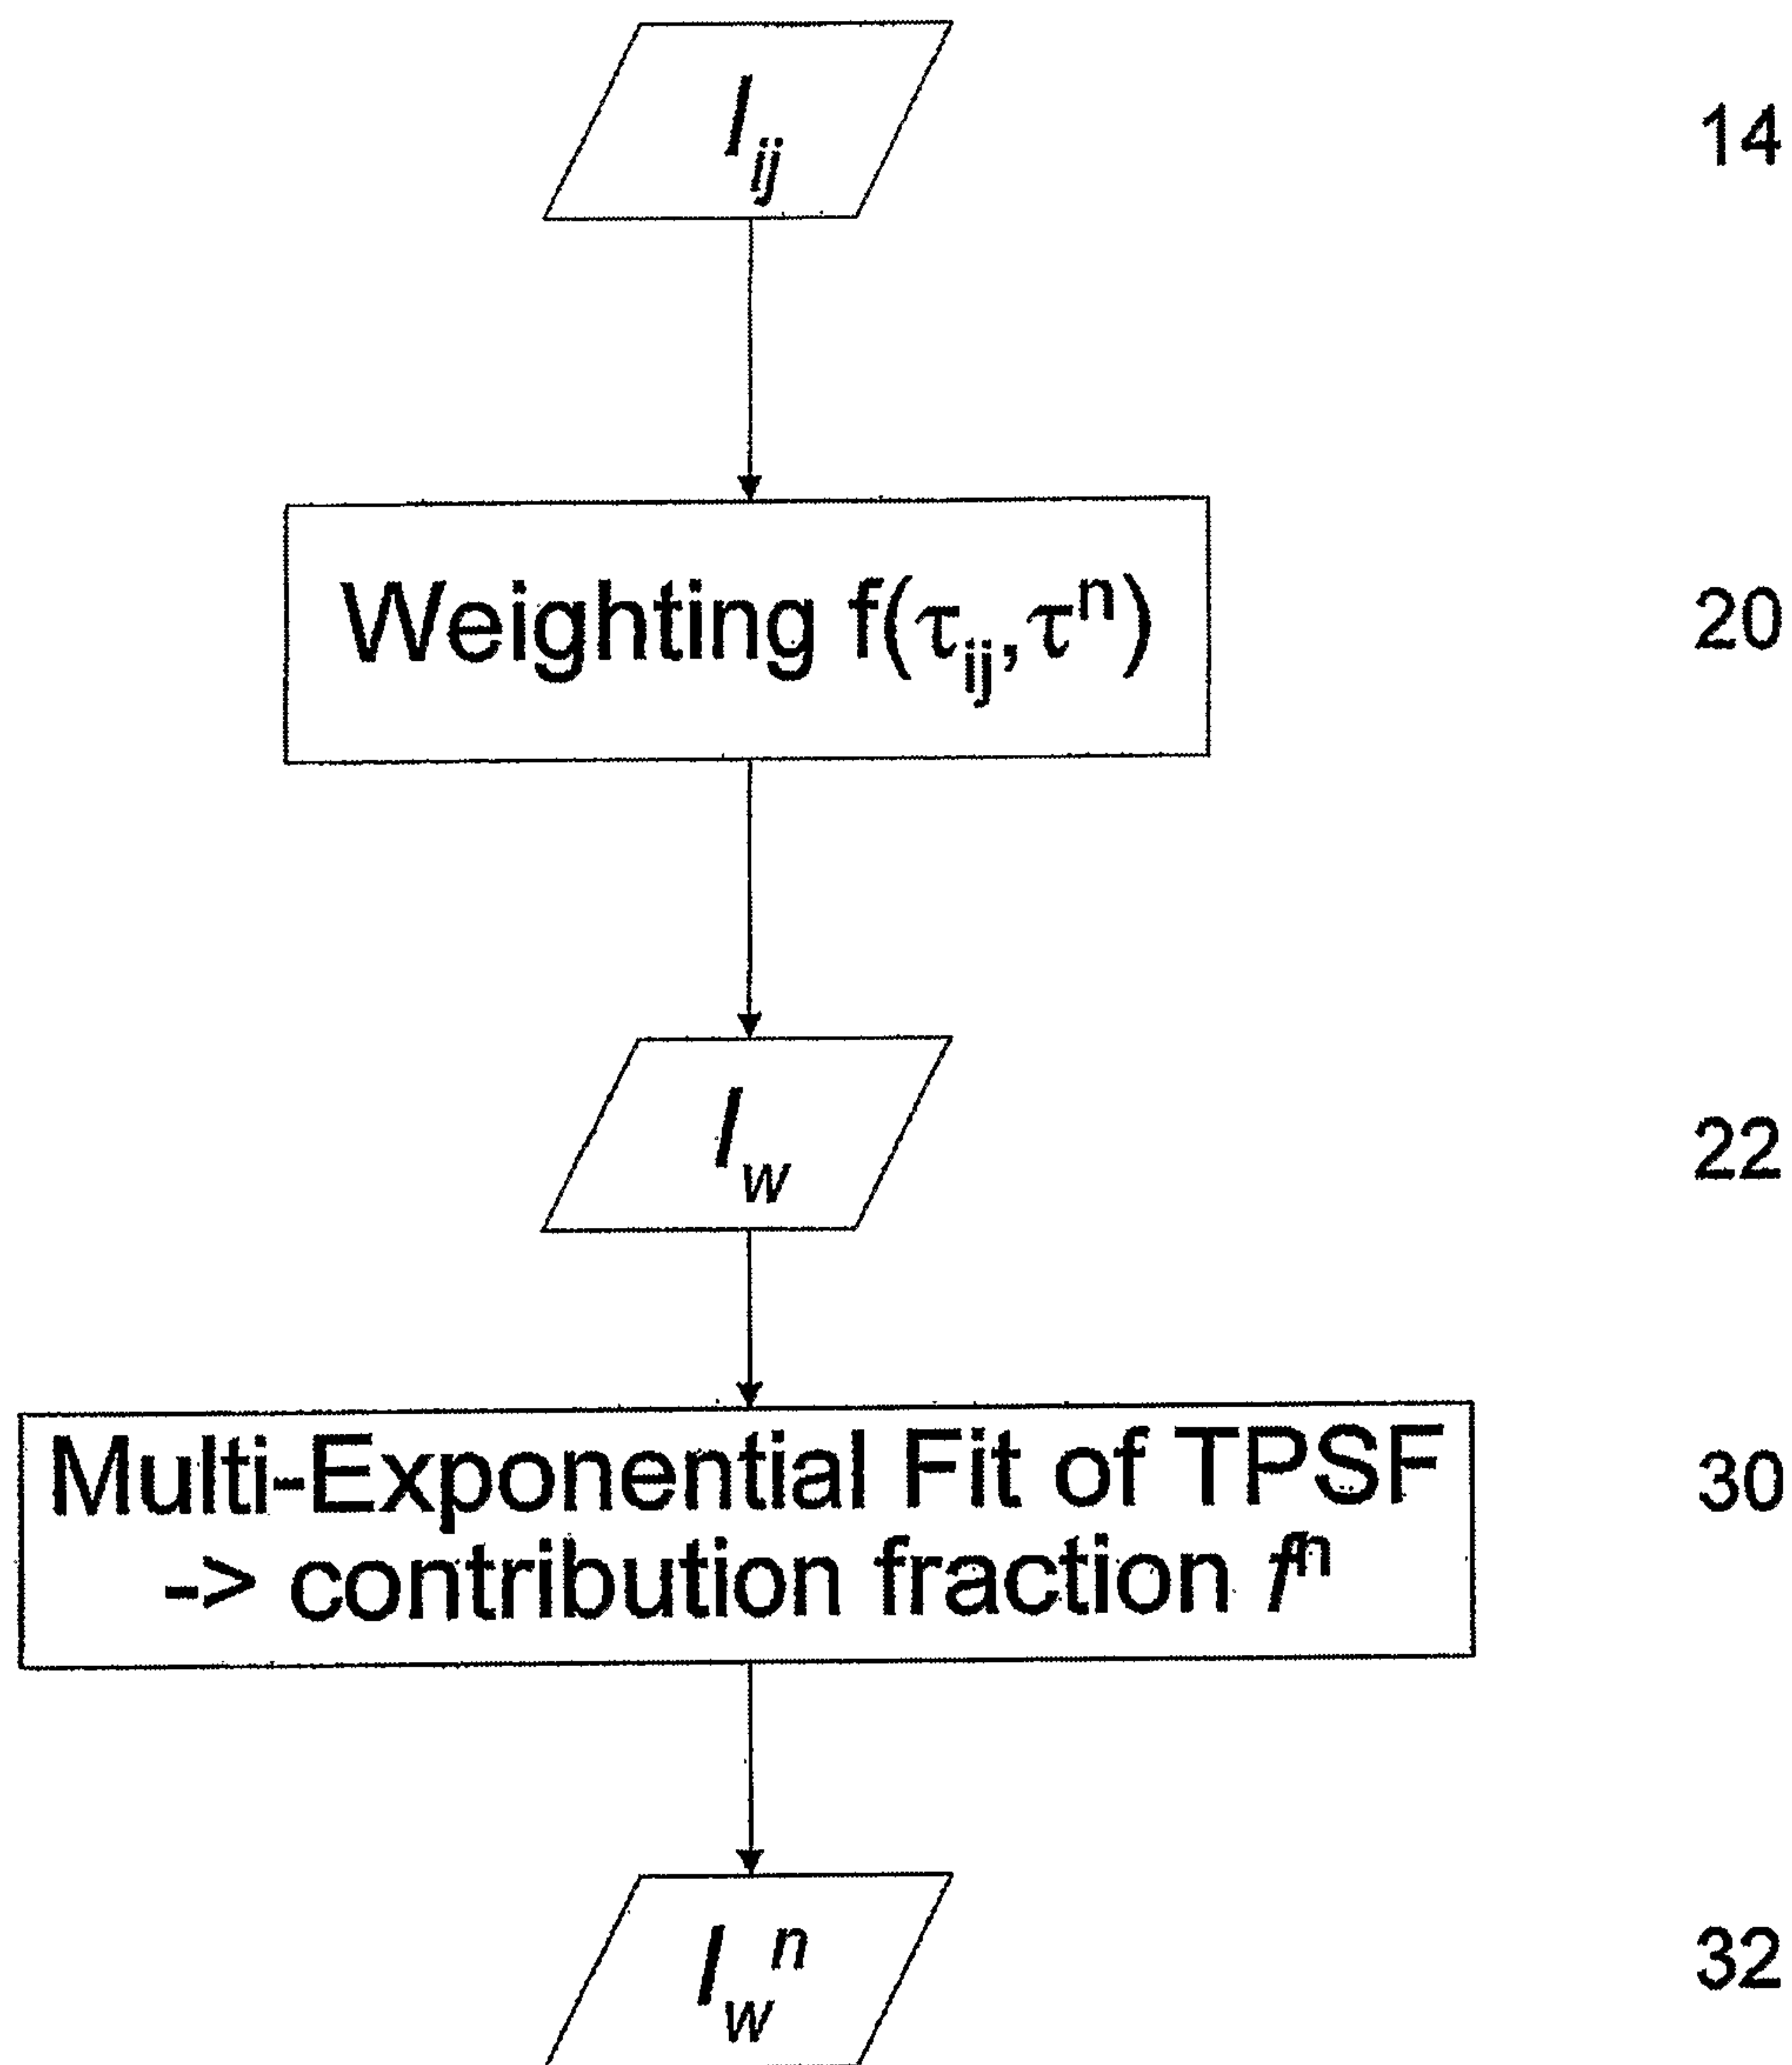 I_ij 14
Weighting f(τ_ij,τ^n) 20
I_w 22
Multi-Exponential Fit of TPSF 30
-> contribution fraction f^n
I_w^n 32